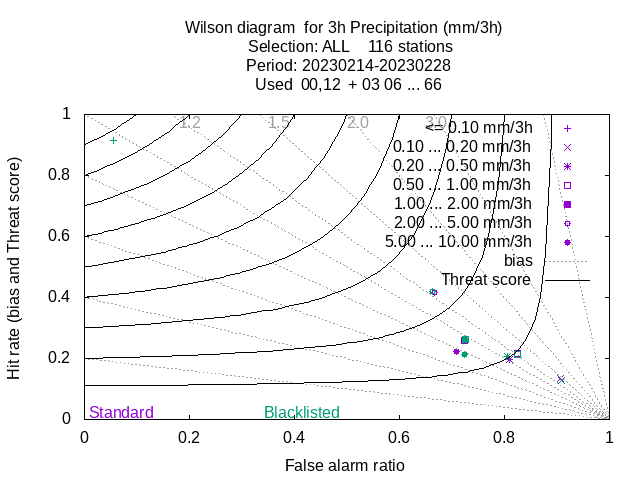 Wilson diagram  for 3h Precipitation (mm/3h)
Selection: ALL    116 stations
Period: 20230214-20230228
Used  00,12  + 03 06 ... 66
Hit rate (bias and Threat score)
1
0.8
0.6
0.4
0.2
0
1.2
1.5
2.0
3.0
<= 0.10 mm/3h
0.10 ... 0.20 mm/3h
0.20 ... 0.50 mm/3h
0.50 ... 1.00 mm/3h
1.00 ... 2.00 mm/3h
2.00 ... 5.00 mm/3h
5.00 ... 10.00 mm/3h
bias
Threat score
Standard
Blacklisted
0 0.2 0.4 0.6 0.8 1
False alarm ratio